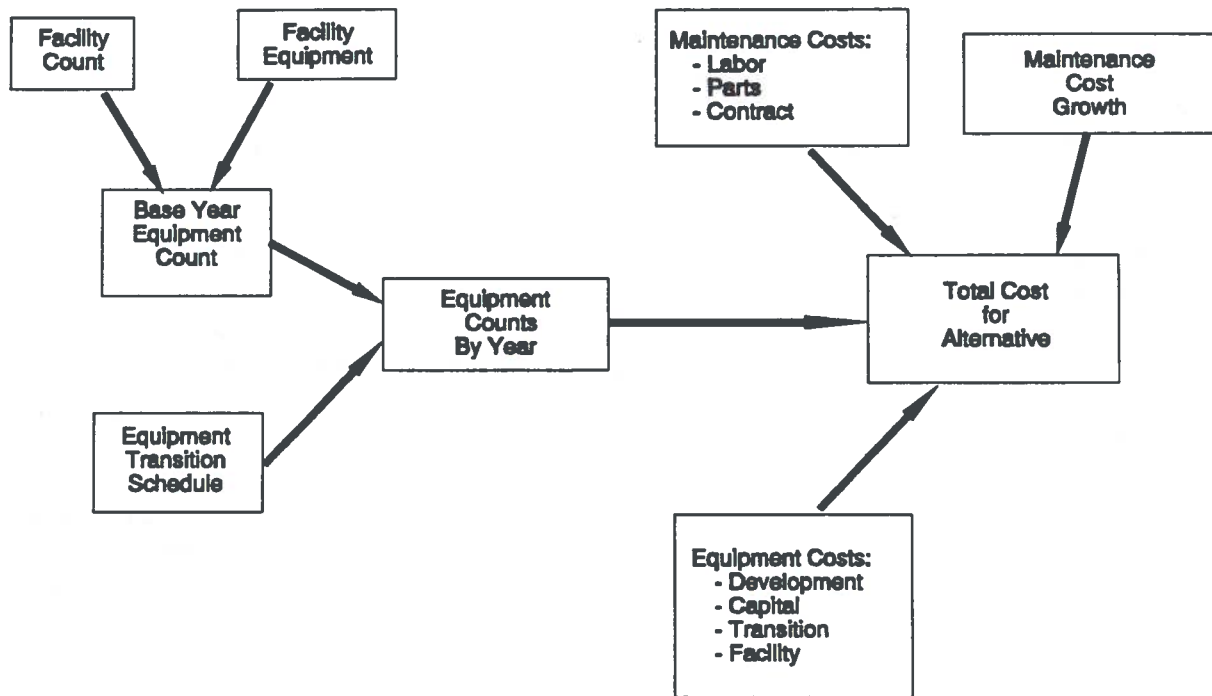 Facility
Count
Facility
Equipment
Maintenance Costs:
- Labor
- Parts
- Contract
Maintenance
Cost
Growth
Base Year
Equipment
Count
Equipment
Counts
By Year
Total Cost
for
Alternative
Equipment
Transition
Schedule
Equipment Costs:
- Development
- Capital
- Transition
- Facility